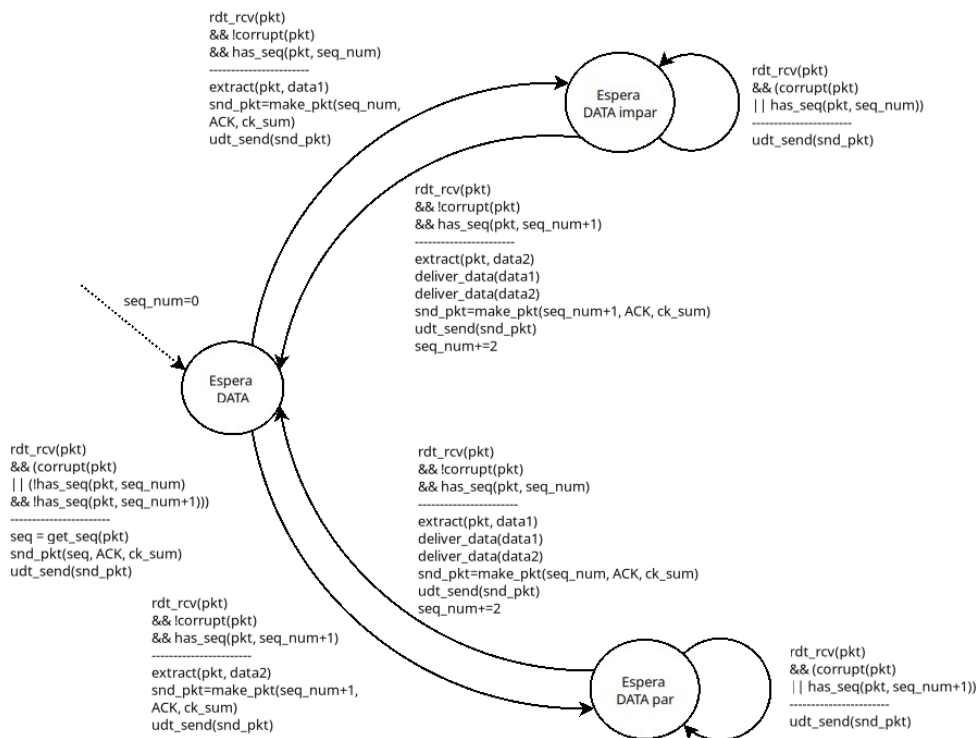 rdt_rcv(pkt)
&& !corrupt(pkt)
&& has_seq(pkt, seq_num)
-----------------------
extract(pkt, data1)
snd_pkt=make_pkt(seq_num,
ACK, ck_sum)
udt_send(snd_pkt)
Espera
DATA impar
rdt_rcv(pkt)
&& (corrupt(pkt)
|| has_seq(pkt, seq_num))
-----------------------
udt_send(snd_pkt)
rdt_rcv(pkt)
&& !corrupt(pkt)
&& has_seq(pkt, seq_num+1)
-----------------------
extract(pkt, data2)
deliver_data(data1)
deliver_data(data2)
snd_pkt=make_pkt(seq_num+1, ACK, ck_sum)
udt_send(snd_pkt)
seq_num+=2
seq_num=0
Espera
DATA
rdt_rcv(pkt)
&& (corrupt(pkt)
|| (!has_seq(pkt, seq_num)
&& !has_seq(pkt, seq_num+1)))
-----------------------
seq = get_seq(pkt)
snd_pkt(seq, ACK, ck_sum)
udt_send(snd_pkt)
rdt_rcv(pkt)
&& !corrupt(pkt)
&& has_seq(pkt, seq_num)
-----------------------
extract(pkt, data1)
deliver_data(data1)
deliver_data(data2)
snd_pkt=make_pkt(seq_num, ACK, ck_sum)
udt_send(snd_pkt)
seq_num+=2
rdt_rcv(pkt)
&& !corrupt(pkt)
&& has_seq(pkt, seq_num+1)
-----------------------
extract(pkt, data2)
snd_pkt=make_pkt(seq_num+1,
ACK, ck_sum)
udt_send(snd_pkt)
Espera
DATA par
rdt_rcv(pkt)
&& (corrupt(pkt)
|| has_seq(pkt, seq_num+1))
-----------------------
udt_send(snd_pkt)